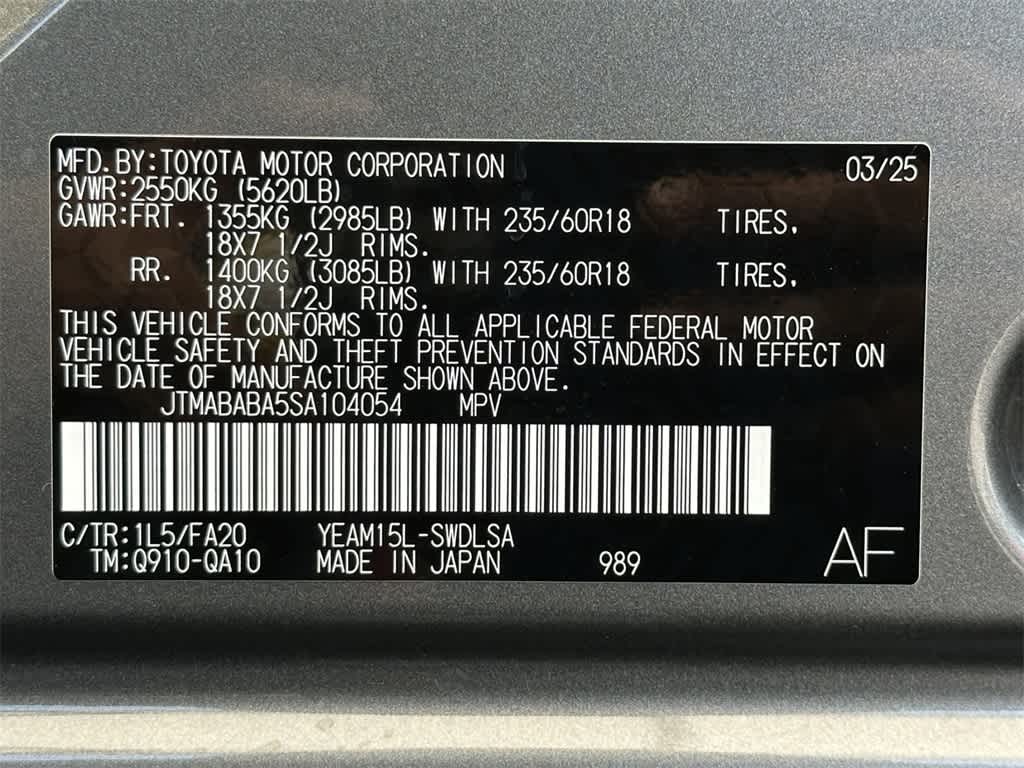 MFD.BY:TOYOTA MOTOR CORPORATION 03/25
GVWR:2550KG (5620LB)
GAWR:FRT. 1355KG (2985LB) WITH 235/60R18 TIRES,
18X7 1/2J RIMS.
RR. 1400KG (3085LB) WITH 235/60R18 TIRES,
18X7 1/2J RIMS.
THIS VEHICLE CONFORMS TO ALL APPLICABLE FEDERAL MOTOR
VEHICLE SAFETY AND THEFT PREVENTION STANDARDS IN EFFECT ON
THE DATE OF MANUFACTURE SHOWN ABOVE.
JTMABABA5SA104054 MPV
C/TR:1L5/FA20 YEAM15L-SWDLSA
TM:Q910-QA10 MADE IN JAPAN 989 AF